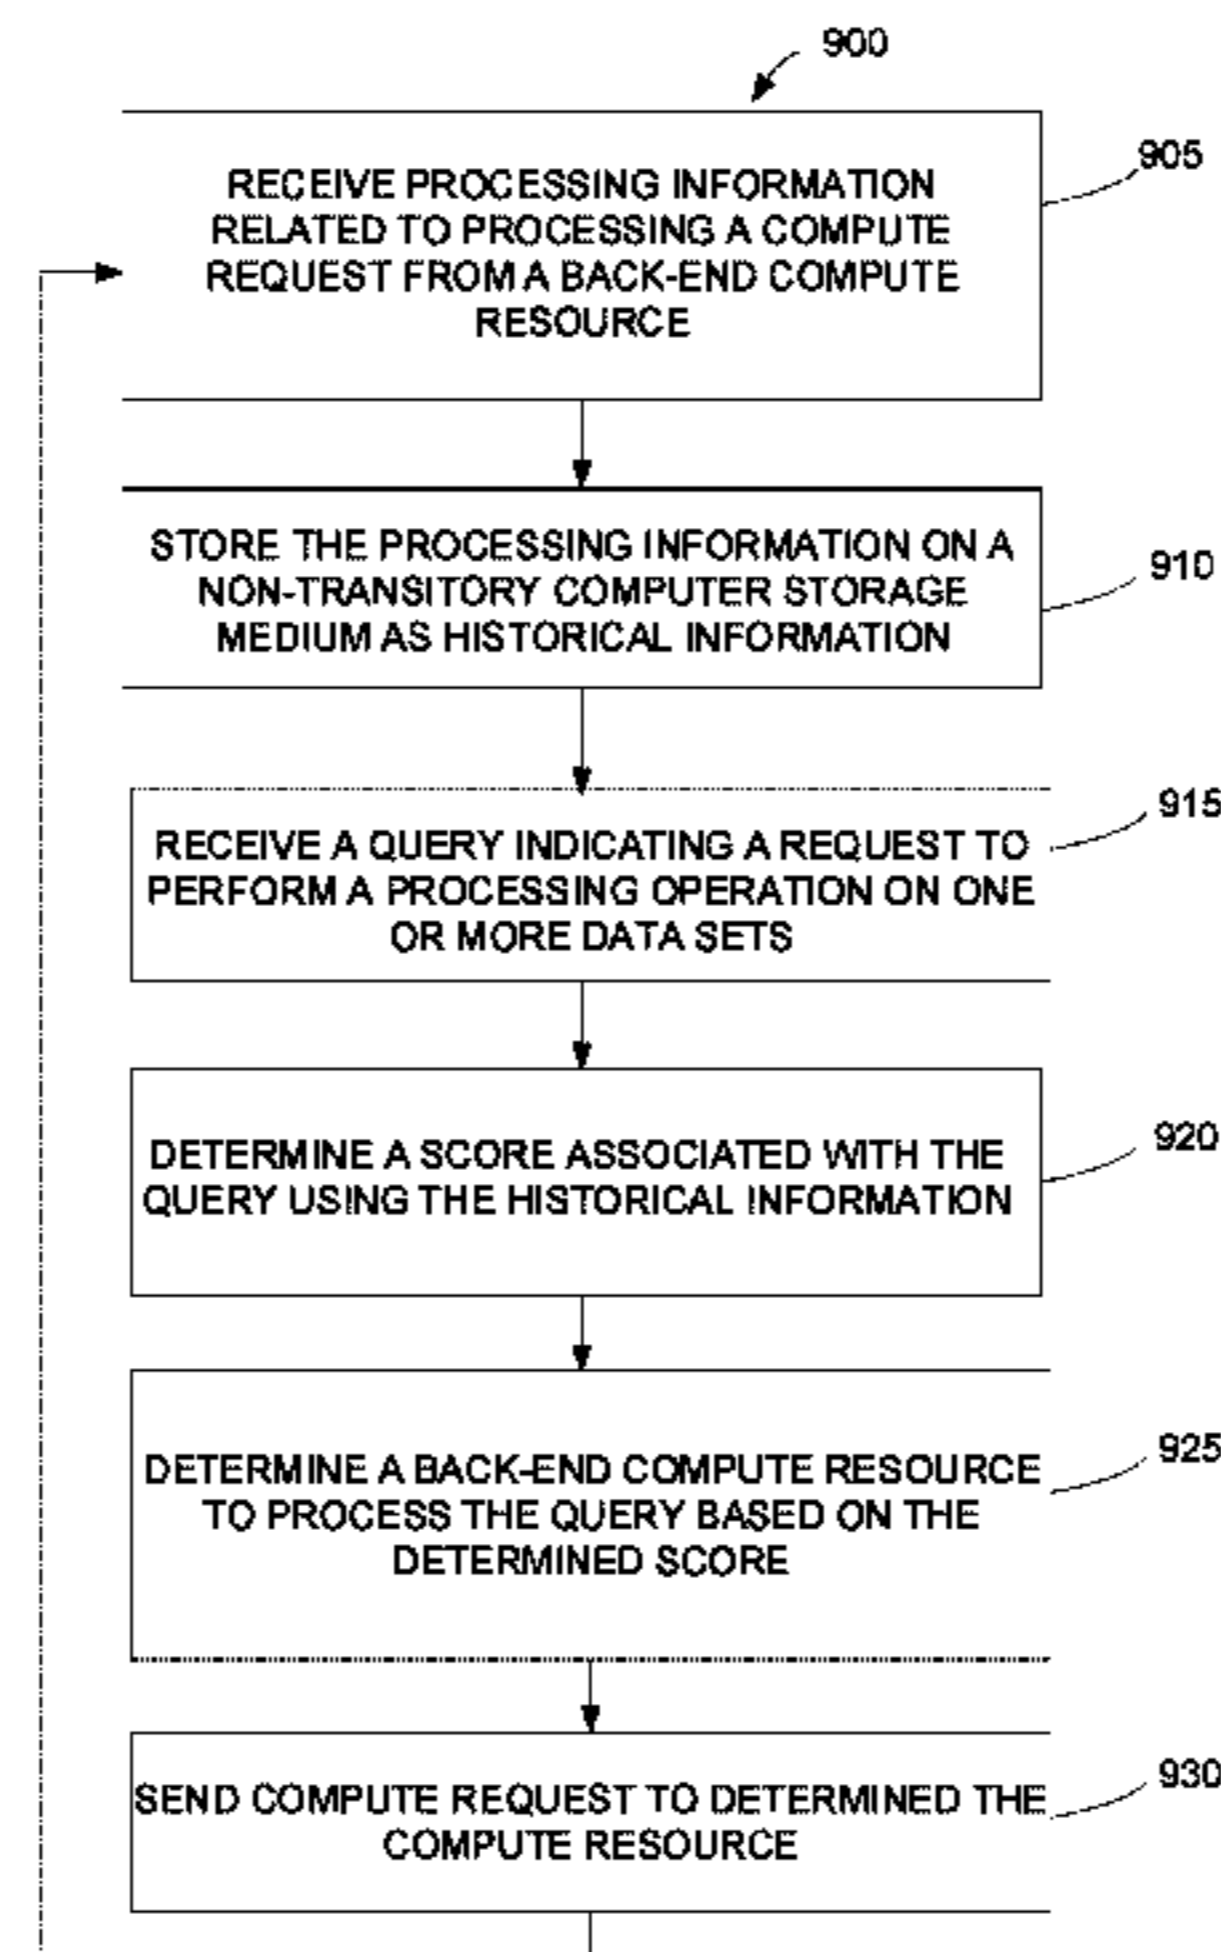 900
905
RECEIVE PROCESSING INFORMATION
RELATED TO PROCESSING A COMPUTE
REQUEST FROM A BACK-END COMPUTE
RESOURCE
910
STORE THE PROCESSING INFORMATION ON A
NON-TRANSITORY COMPUTER STORAGE
MEDIUM AS HISTORICAL INFORMATION
915
RECEIVE A QUERY INDICATING A REQUEST TO
PERFORM A PROCESSING OPERATION ON ONE
OR MORE DATA SETS
920
DETERMINE A SCORE ASSOCIATED WITH THE
QUERY USING THE HISTORICAL INFORMATION
925
DETERMINE A BACK-END COMPUTE RESOURCE
TO PROCESS THE QUERY BASED ON THE
DETERMINED SCORE
930
SEND COMPUTE REQUEST TO DETERMINED THE
COMPUTE RESOURCE